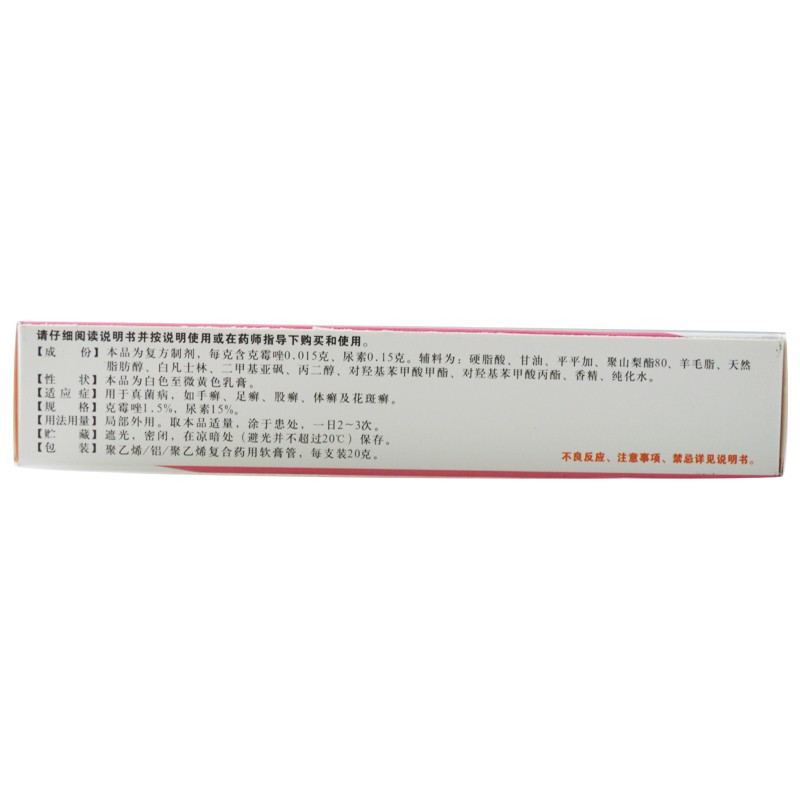 请仔细阅读说明书并按说明使用或在药师指导下购买和使用。
【成 份】本品为复方制剂，每克含克霉唑0.015克、尿素0.15克。辅料为：硬脂酸、甘油、平平加、聚山梨酯80、羊毛脂、天然
脂肪醇、白凡士林、二甲基亚砜、丙二醇、对羟基苯甲酸甲酯、对羟基苯甲酸丙酯、香精、纯化水。
【性 状】本品为白色至微黄色乳膏。
【适 应 症】用于真菌病，如手癣、足癣、股癣、体癣及花斑癣。
【规 格】克霉唑1.5%，尿素15%。
【用法用量】局部外用。取本品适量，涂于患处，一日2～3次。
【贮 藏】遮光，密闭，在凉暗处（避光并不超过20℃）保存。
【包 装】聚乙烯/铝/聚乙烯复合药用软膏管，每支装20克。
不良反应、注意事项、禁忌详见说明书。